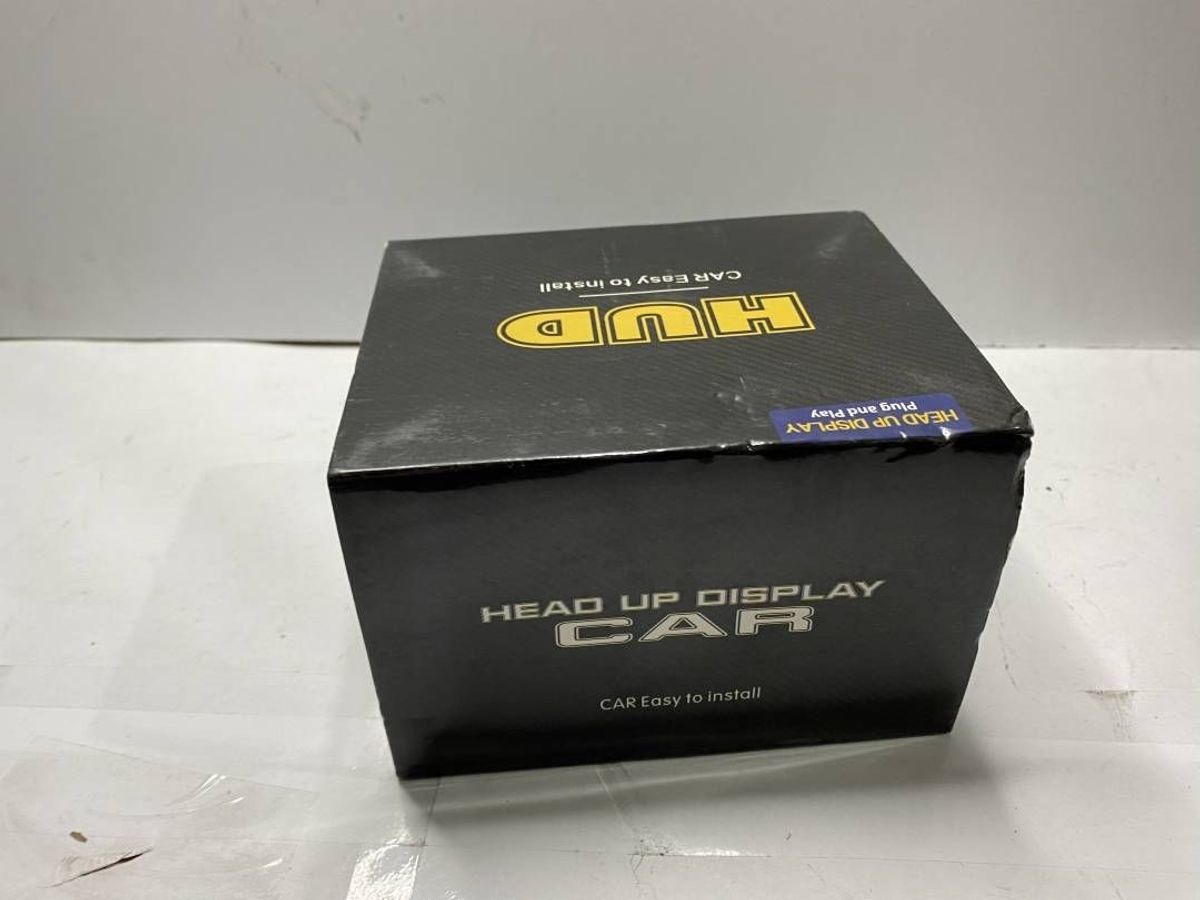 CAR Easy to install
HUD
HEAD UP DISPLAY
Plug and Play
HEAD UP DISPLAY
CAR
CAR Easy to install